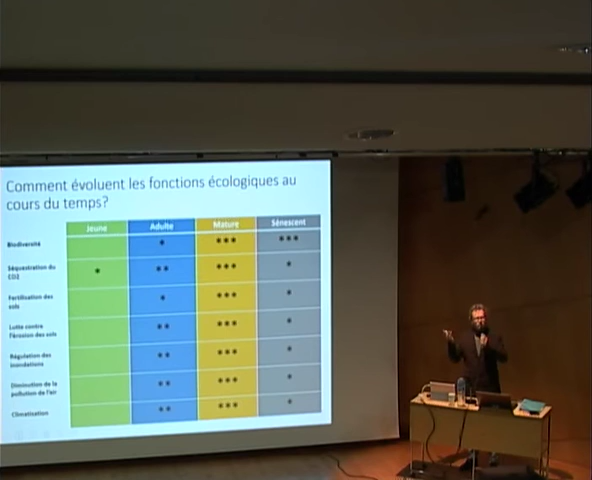 Comment évoluent les fonctions écologiques au
cours du temps?
Jeune Adulte Mature Sénescent
Biodiversité * *** ***
Séquestration du
CO2 * ** *** *
Fertilisation des
sols * *** *
Lutte contre
l'érosion des sols ** *** *
Régulation des
inondations ** *** *
Diminution de la
pollution de l'air ** *** *
Climatisation ** *** *